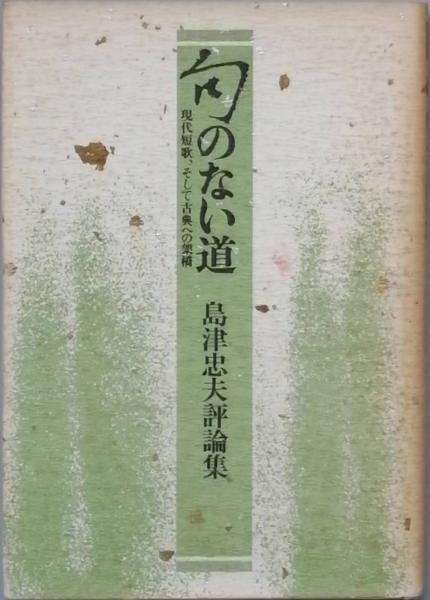 句のない道
現代短歌、そして古典への架橋
島津忠夫評論集